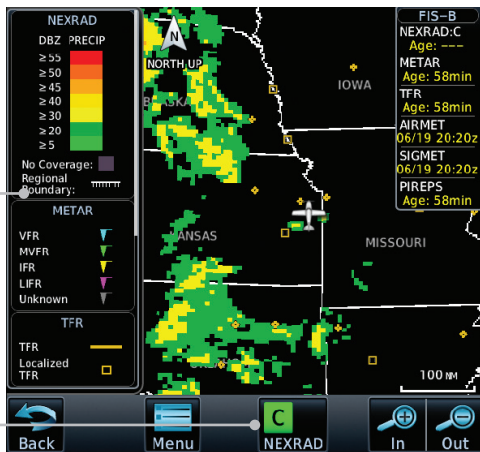 NEXRAD
DBZ PRECIP
≥55
≥50
≥45
≥40
≥30
≥20
≥5
No Coverage:
Regional
Boundary:
METAR
VFR
MVFR
IFR
LIFR
Unknown
TFR
TFR
Localized
TFR
N
NORTH UP
IOWA
KANSAS
MISSOURI
100 NM
FIS-B
NEXRAD:C
Age: ---
METAR
Age: 58min
TFR
Age: 58min
AIRMET
06/19 20:20z
SIGMET
06/19 20:20z
PIREPS
Age: 58min
Back
Menu
C
NEXRAD
In
Out